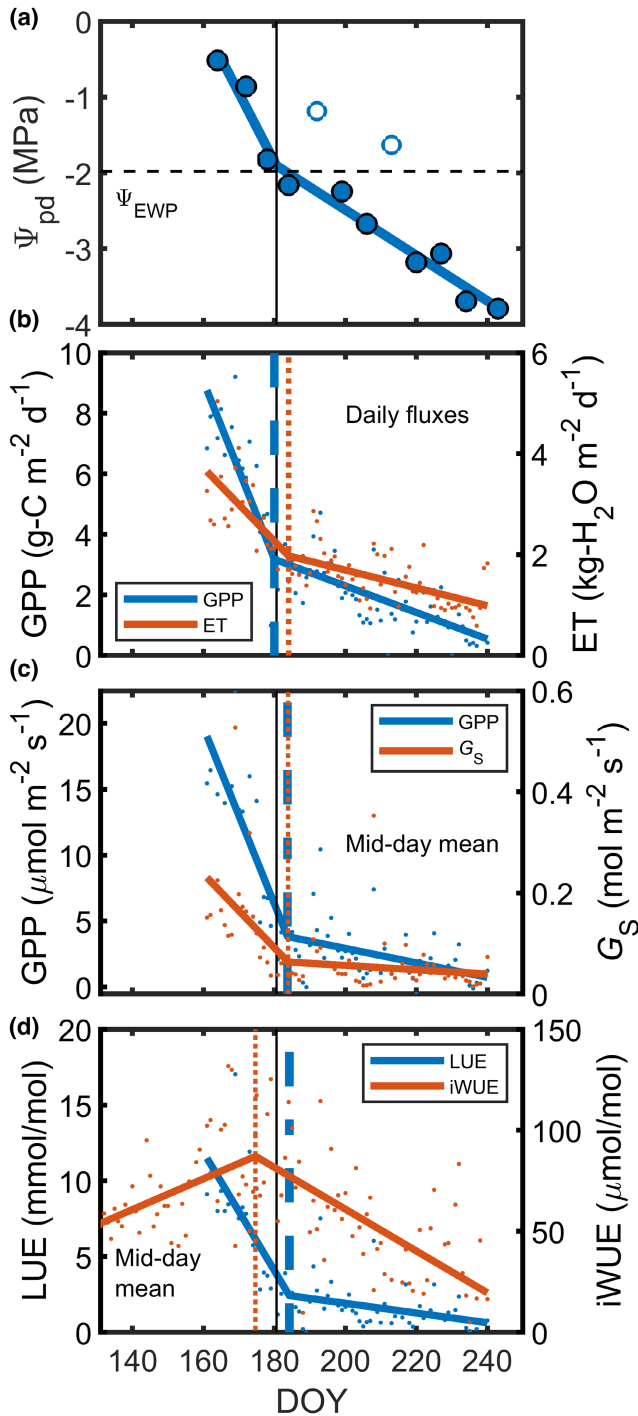 (a)
0
-1
-2
-3
-4
Ψpd (MPa)
ΨEWP
(b)
10
8
6
4
2
0
GPP (g-C m-2 d-1)
6
4
2
0
ET (kg-H2O m-2 d-1)
Daily fluxes
GPP
ET
(c)
20
15
10
5
0
GPP (μmol m-2 s-1)
0.6
0.4
0.2
0
GS (mol m-2 s-1)
GPP
GS
Mid-day mean
(d)
20
15
10
5
0
LUE (mmol/mol)
150
100
50
0
iWUE (μmol/mol)
LUE
iWUE
Mid-day
mean
140 160 180 200 220 240
DOY